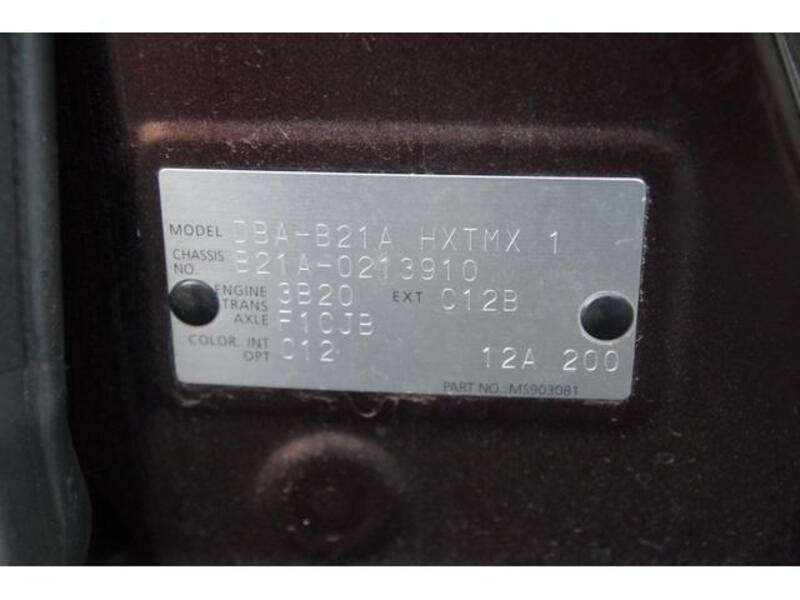 MODEL DBA-B21A HXTMX 1
CHASSIS NO. B21A-0213910
ENGINE 3B20 EXT C12B
TRANS AXLE F1CJB
COLOR. INT OPT C12 12A 200
PART NO.: MS903081